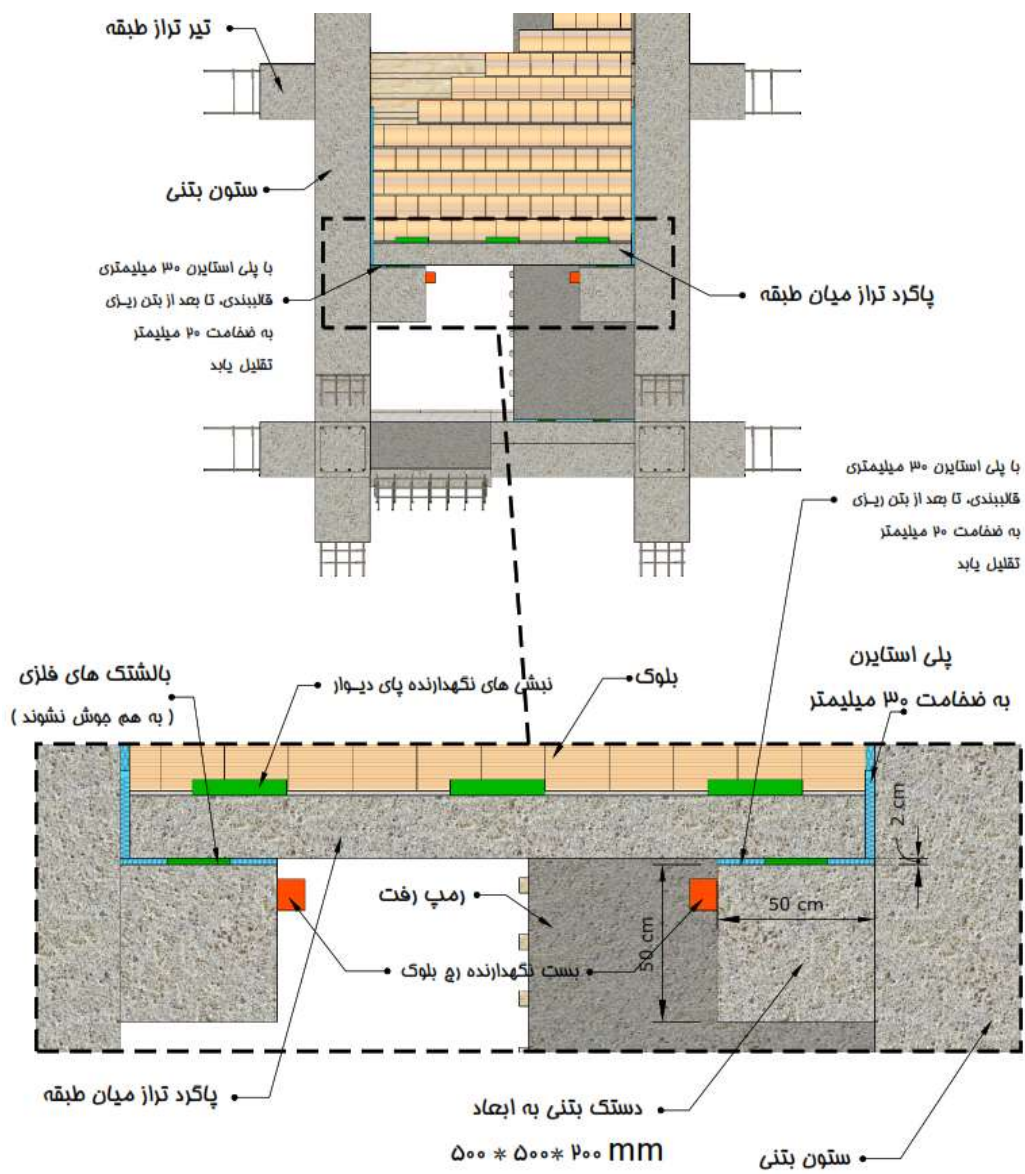 تیر تراز طبقه
ستون بتنی
با پلی استایرن ۳۰ میلیمتری
قالببندی، تا بعد از بتن ریزی
به ضخامت ۲۰ میلیمتر
تقلیل یابد
پاگرد تراز میان طبقه
با پلی استایرن ۳۰ میلیمتری
قالببندی، تا بعد از بتن ریزی
به ضخامت ۲۰ میلیمتر
تقلیل یابد
پلی استایرن
به ضخامت ۳۰ میلیمتر
بلوک
نبشی های نگهدارنده پای دیوار
بالشتک های فلزی
( به هم جوش نشوند )
2 cm
رمپ رفت
50 cm
50 cm
بست نگهدارنده رج بلوک
پاگرد تراز میان طبقه
دستک بتنی به ابعاد
۵۰۰ * ۵۰۰* ۲۰۰ mm
ستون بتنی